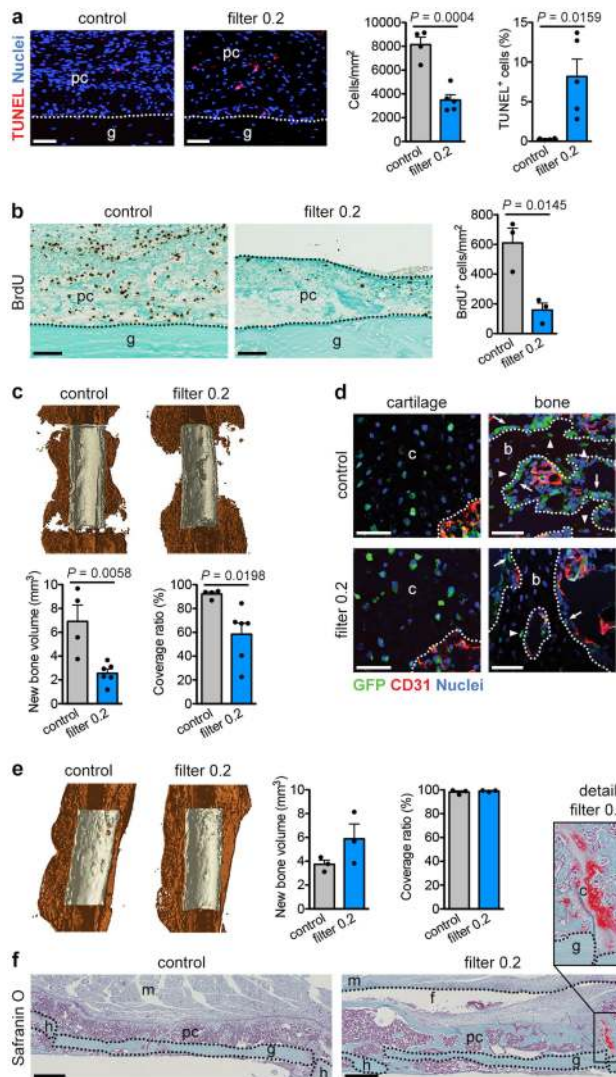 a
control
filter 0.2
TUNEL Nuclei
pc
pc
g
g
Cells/mm²
P = 0.0004
10000
8000
6000
4000
2000
0
control
filter 0.2
TUNEL⁺ cells (%)
P = 0.0159
15
10
5
0
control
filter 0.2
b
control
filter 0.2
BrdU
pc
pc
g
g
BrdU⁺ cells/mm²
P = 0.0145
800
600
400
200
0
control
filter 0.2
c
control
filter 0.2
New bone volume (mm³)
P = 0.0058
10
8
6
4
2
0
control
filter 0.2
Coverage ratio (%)
P = 0.0198
100
80
60
40
20
0
control
filter 0.2
d
cartilage
bone
control
c
b
filter 0.2
c
b
GFP CD31 Nuclei
e
control
filter 0.2
New bone volume (mm³)
10
8
6
4
2
0
control
filter 0.2
Coverage ratio (%)
100
80
60
40
20
0
control
filter 0.2
detail
filter 0.
c
g
f
control
filter 0.2
Safranin O
m
h
pc
g
h
m
f
pc
h
g